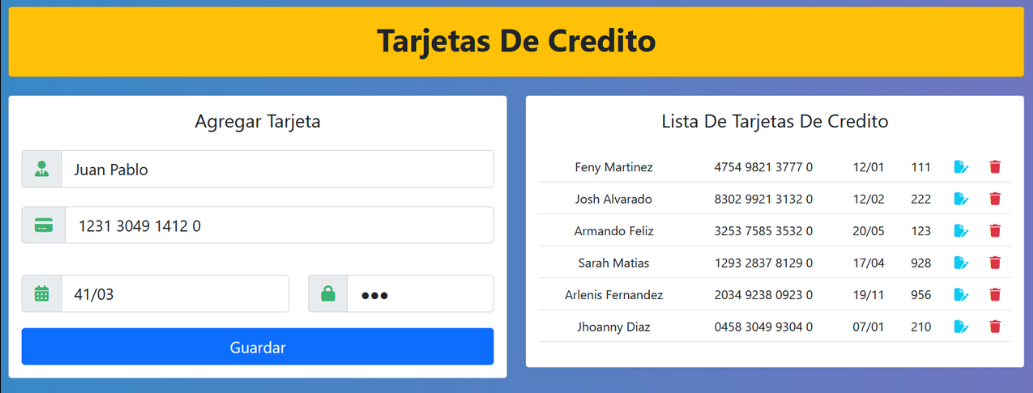 Tarjetas De Credito
Agregar Tarjeta
Juan Pablo
1231 3049 1412 0
41/03
●●●
Guardar
Lista De Tarjetas De Credito
Feny Martinez 4754 9821 3777 0 12/01 111
Josh Alvarado 8302 9921 3132 0 12/02 222
Armando Feliz 3253 7585 3532 0 20/05 123
Sarah Matias 1293 2837 8129 0 17/04 928
Arlenis Fernandez 2034 9238 0923 0 19/11 956
Jhoanny Diaz 0458 3049 9304 0 07/01 210